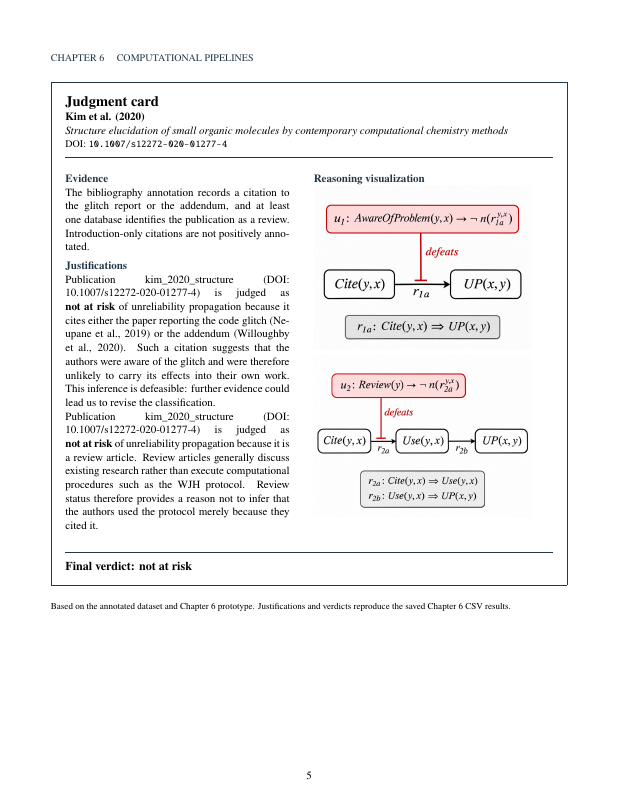 CHAPTER 6 COMPUTATIONAL PIPELINES
Judgment card
Kim et al. (2020)
Structure elucidation of small organic molecules by contemporary computational chemistry methods
DOI: 10.1007/s12272-020-01277-4
Evidence
The bibliography annotation records a citation to
the glitch report or the addendum, and at least
one database identifies the publication as a review.
Introduction-only citations are not positively anno-
tated.
Justifications
Publication kim_2020_structure (DOI:
10.1007/s12272-020-01277-4) is judged as
not at risk of unreliability propagation because it
cites either the paper reporting the code glitch (Ne-
upane et al., 2019) or the addendum (Willoughby
et al., 2020). Such a citation suggests that the
authors were aware of the glitch and were therefore
unlikely to carry its effects into their own work.
This inference is defeasible: further evidence could
lead us to revise the classification.
Publication kim_2020_structure (DOI:
10.1007/s12272-020-01277-4) is judged as
not at risk of unreliability propagation because it is
a review article. Review articles generally discuss
existing research rather than execute computational
procedures such as the WJH protocol. Review
status therefore provides a reason not to infer that
the authors used the protocol merely because they
cited it.
Reasoning visualization
u1: AwareOfProblem(y,x) → ¬ n(r1a^y,x)
defeats
Cite(y,x) r1a UP(x,y)
r1a: Cite(y,x) ⇒ UP(x,y)
u2: Review(y) → ¬ n(r2a^y,x)
defeats
Cite(y,x) r2a Use(y,x) r2b UP(x,y)
r2a: Cite(y,x) ⇒ Use(y,x)
r2b: Use(y,x) ⇒ UP(x,y)
Final verdict: not at risk
Based on the annotated dataset and Chapter 6 prototype. Justifications and verdicts reproduce the saved Chapter 6 CSV results.
5